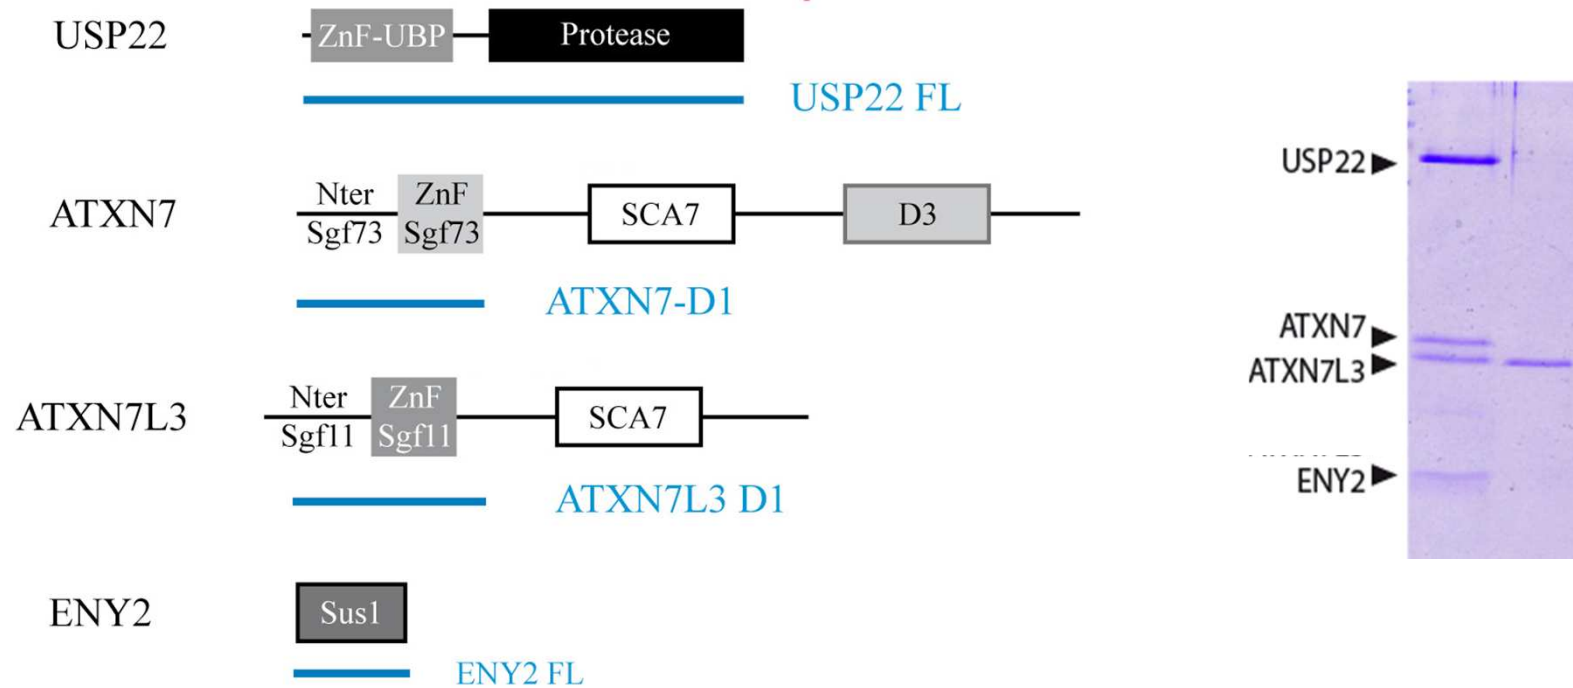 USP22
ZnF-UBP
Protease
USP22 FL
ATXN7
Nter
Sgf73
ZnF
Sgf73
SCA7
D3
ATXN7-D1
ATXN7L3
Nter
Sgf11
ZnF
Sgf11
SCA7
ATXN7L3 D1
ENY2
Sus1
ENY2 FL
USP22
ATXN7
ATXN7L3
ENY2